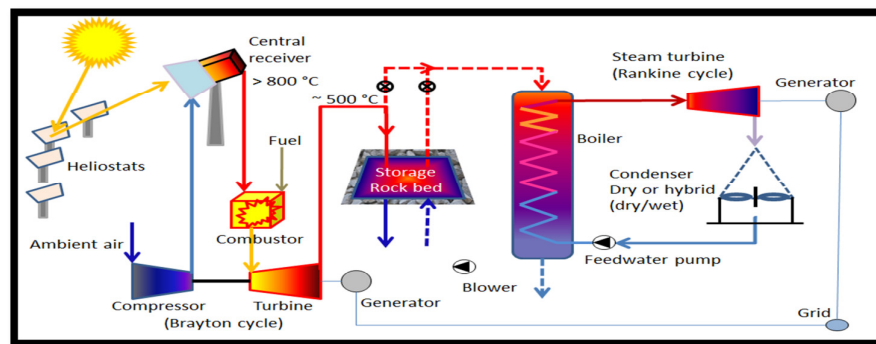 Central
receiver
> 800 °C
~ 500 °C
Steam turbine
(Rankine cycle)
Generator
Heliostats
Fuel
Boiler
Storage
Rock bed
Condenser
Dry or hybrid
(dry/wet)
Ambient air
Combustor
Feedwater pump
Blower
Compressor
Turbine
Generator
(Brayton cycle)
Grid